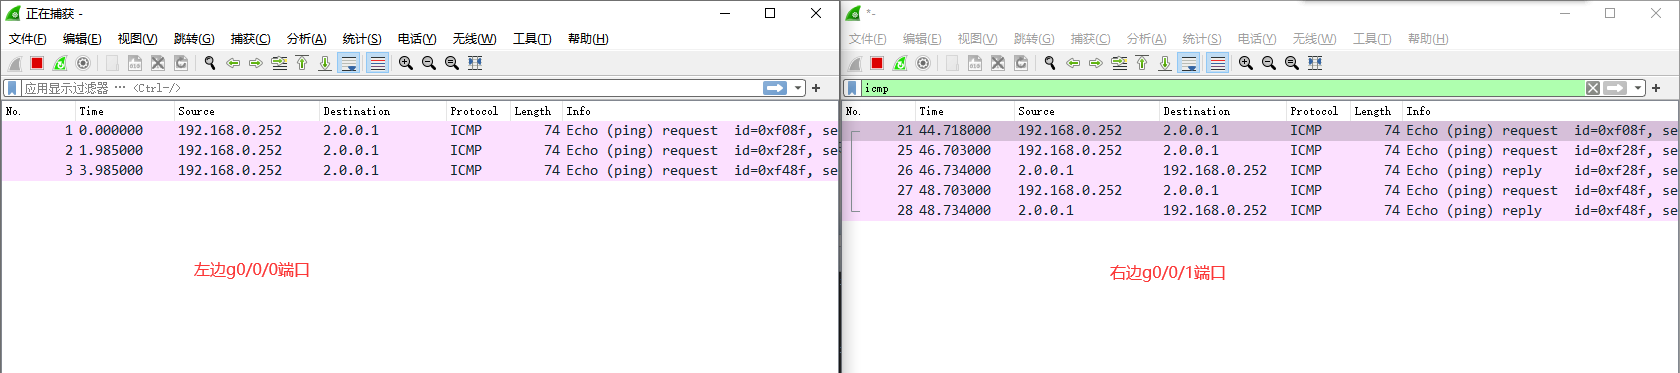 正在捕获 -
文件(F) 编辑(E) 视图(V) 跳转(G) 捕获(C) 分析(A) 统计(S) 电话(Y) 无线(W) 工具(T) 帮助(H)
应用显示过滤器 … <Ctrl-/>
No. Time Source Destination Protocol Length Info
1 0.000000 192.168.0.252 2.0.0.1 ICMP 74 Echo (ping) request id=0xf08f, se
2 1.985000 192.168.0.252 2.0.0.1 ICMP 74 Echo (ping) request id=0xf28f, se
3 3.985000 192.168.0.252 2.0.0.1 ICMP 74 Echo (ping) request id=0xf48f, se
左边g0/0/0端口
*-
文件(F) 编辑(E) 视图(V) 跳转(G) 捕获(C) 分析(A) 统计(S) 电话(Y) 无线(W) 工具(T) 帮助(H)
icmp
No. Time Source Destination Protocol Length Info
21 44.718000 192.168.0.252 2.0.0.1 ICMP 74 Echo (ping) request id=0xf08f, se
25 46.703000 192.168.0.252 2.0.0.1 ICMP 74 Echo (ping) request id=0xf28f, se
26 46.734000 2.0.0.1 192.168.0.252 ICMP 74 Echo (ping) reply id=0xf28f, se
27 48.703000 192.168.0.252 2.0.0.1 ICMP 74 Echo (ping) request id=0xf48f, se
28 48.734000 2.0.0.1 192.168.0.252 ICMP 74 Echo (ping) reply id=0xf48f, se
右边g0/0/1端口